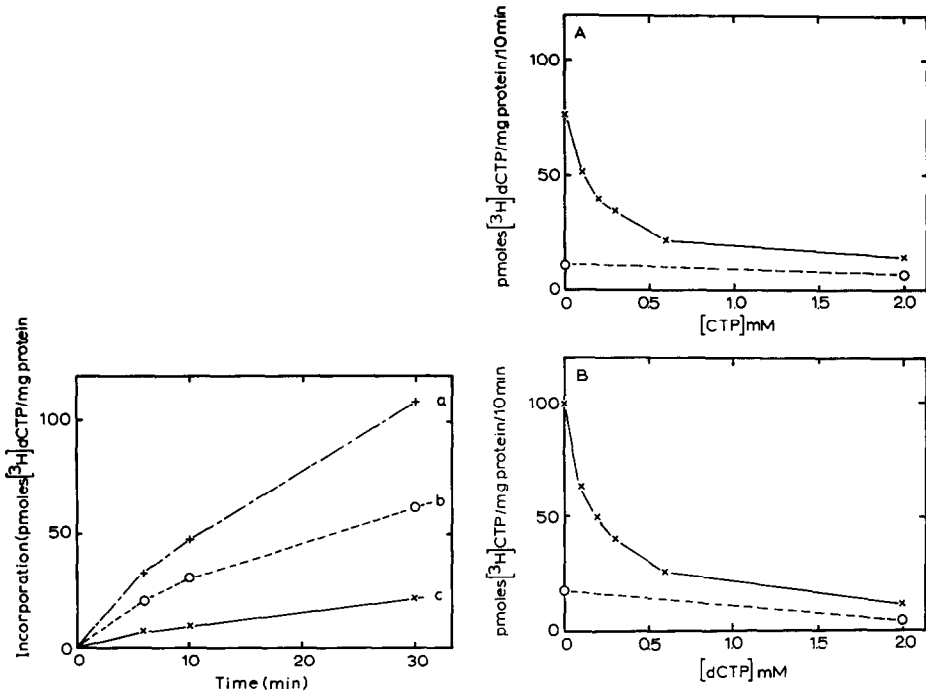 A
100
50
0
0
0.5
1.0
1.5
2.0
[CTP]mM
pmoles[³H]dCTP/mg protein/10min
B
100
50
0
0
0.5
1.0
1.5
2.0
[dCTP]mM
pmoles[³H]CTP/mg protein/10min
Incorporation(pmoles[³H]dCTP/mg protein
100
50
0
a
b
c
0
10
20
30
Time(min)